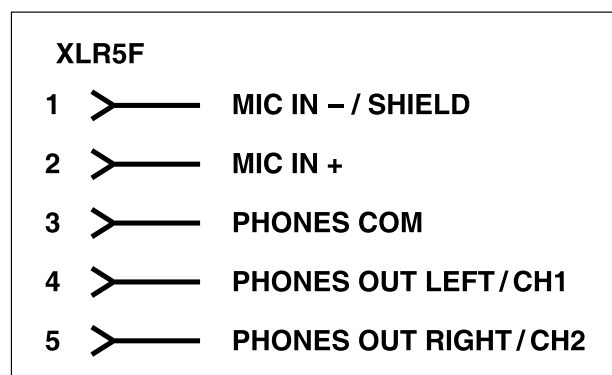 XLR5F
1 MIC IN – / SHIELD
2 MIC IN +
3 PHONES COM
4 PHONES OUT LEFT / CH1
5 PHONES OUT RIGHT / CH2